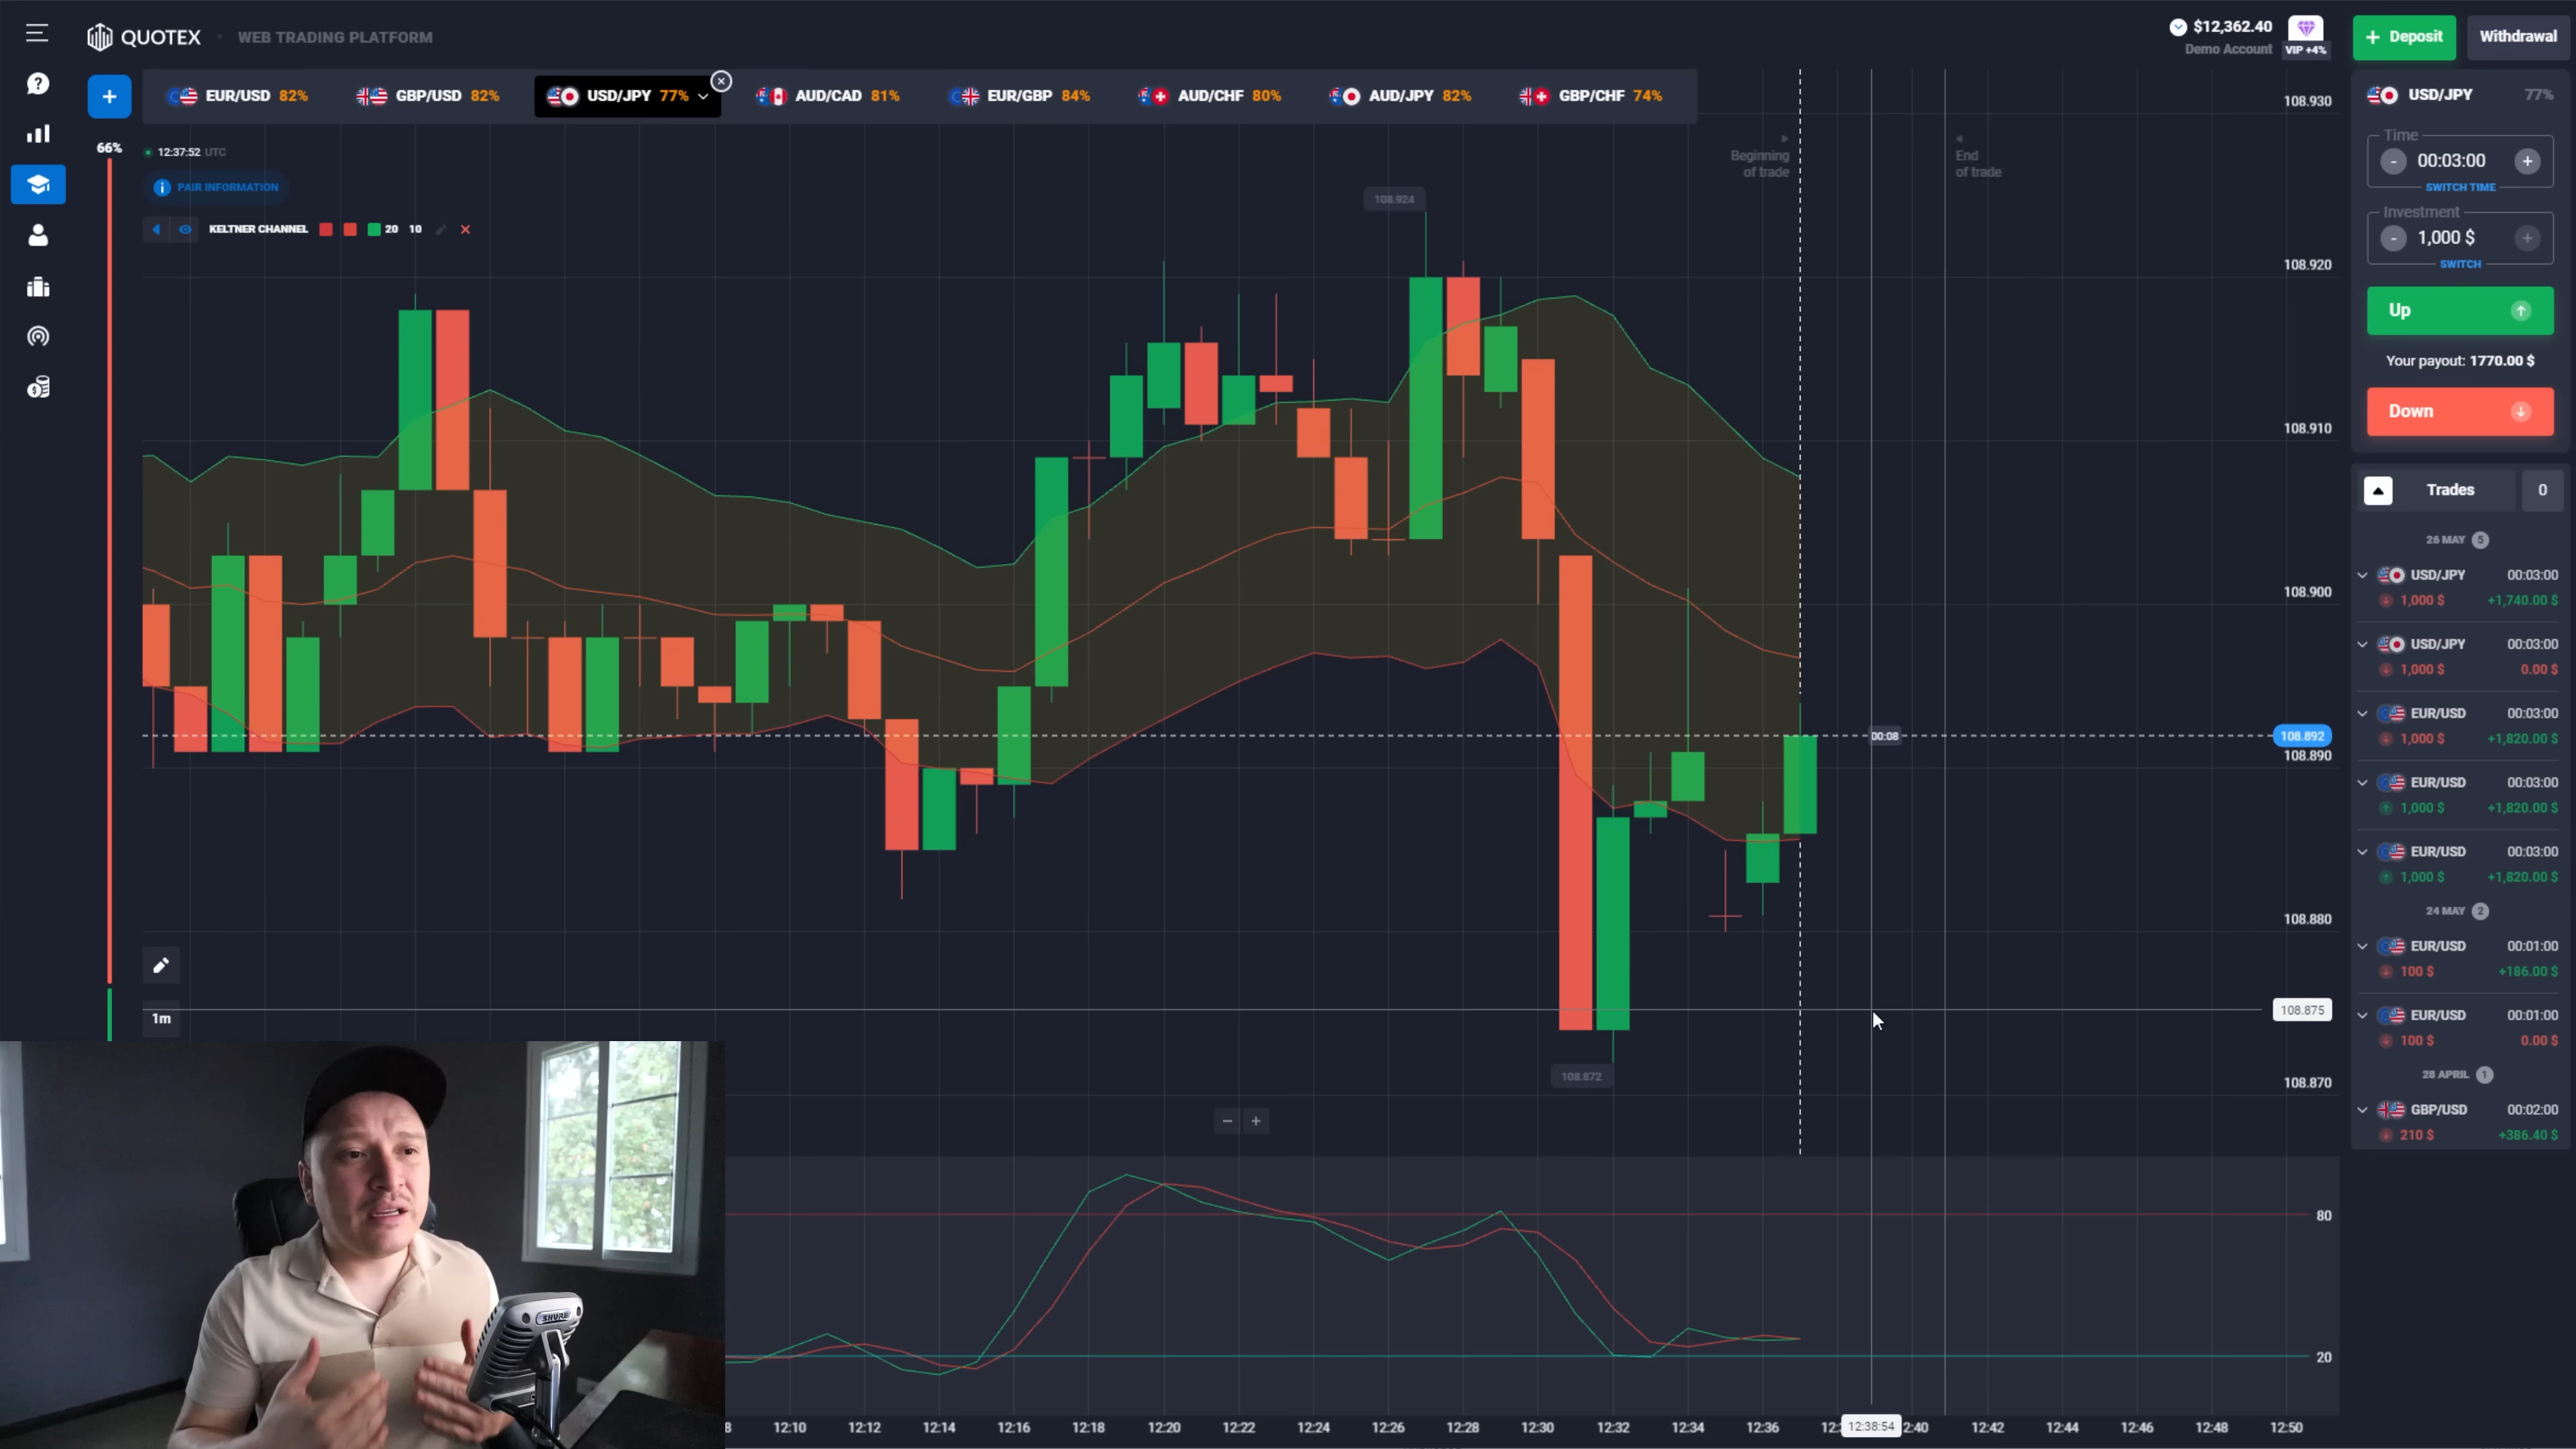 QUOTEX · WEB TRADING PLATFORM
$12,362.40
Demo Account
VIP +4%
+ Deposit
Withdrawal
+
EUR/USD 82%
GBP/USD 82%
USD/JPY 77%
AUD/CAD 81%
EUR/GBP 84%
AUD/CHF 80%
AUD/JPY 82%
GBP/CHF 74%
66%
12:37:52 UTC
PAIR INFORMATION
KELTNER CHANNEL 20 10
Beginning
of trade
End
of trade
108.924
108.930
108.920
108.910
108.900
00:08
108.892
108.890
108.880
108.875
108.872
108.870
1m
− +
80
20
12:10
12:12
12:14
12:16
12:18
12:20
12:22
12:24
12:26
12:28
12:30
12:32
12:34
12:36
12:38:54
2:40
12:42
12:44
12:46
12:48
12:50
USD/JPY 77%
Time
- 00:03:00 +
SWITCH TIME
Investment
- 1,000 $ +
SWITCH
Up
Your payout: 1770.00 $
Down
Trades 0
26 MAY 5
USD/JPY 00:03:00
1,000 $ +1,740.00 $
USD/JPY 00:03:00
1,000 $ 0.00 $
EUR/USD 00:03:00
1,000 $ +1,820.00 $
EUR/USD 00:03:00
1,000 $ +1,820.00 $
EUR/USD 00:03:00
1,000 $ +1,820.00 $
24 MAY 2
EUR/USD 00:01:00
100 $ +186.00 $
EUR/USD 00:01:00
100 $ 0.00 $
28 APRIL 1
GBP/USD 00:02:00
210 $ +386.40 $
SHURE